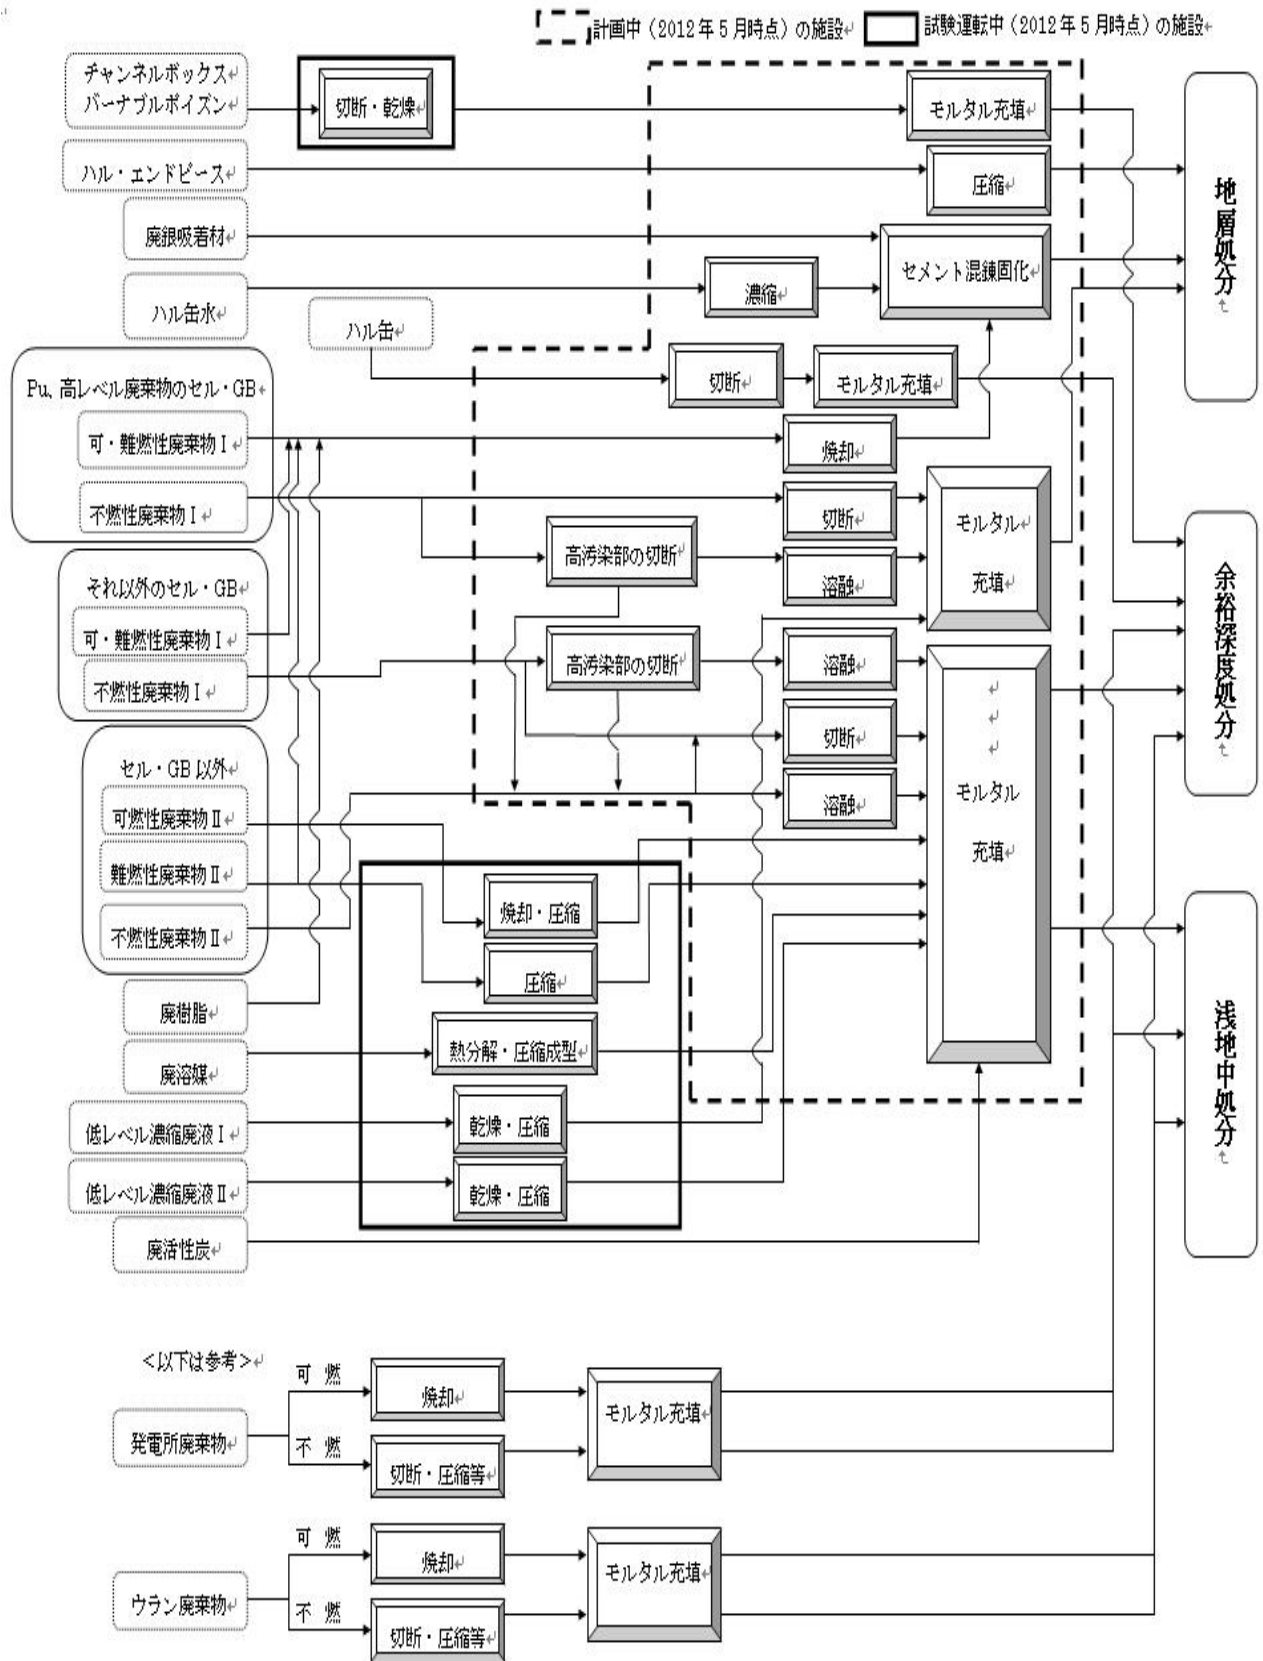 計画中（2012年5月時点）の施設
試験運転中（2012年5月時点）の施設
チャンネルボックス
バーナブルポイズン
切断・乾燥
モルタル充填
ハル・エンドピース
圧縮
廃銀吸着材
セメント混錬固化
ハル缶水
濃縮
ハル缶
切断
モルタル充填
地層処分
Pu、高レベル廃棄物のセル・GB
可・難燃性廃棄物Ⅰ
焼却
不燃性廃棄物Ⅰ
切断
高汚染部の切断
溶融
モルタル
充填
それ以外のセル・GB
可・難燃性廃棄物Ⅰ
不燃性廃棄物Ⅰ
高汚染部の切断
溶融
切断
溶融
モルタル
充填
余裕深度処分
セル・GB以外
可燃性廃棄物Ⅱ
難燃性廃棄物Ⅱ
不燃性廃棄物Ⅱ
焼却・圧縮
圧縮
廃樹脂
廃溶媒
熱分解・圧縮成型
低レベル濃縮廃液Ⅰ
乾燥・圧縮
低レベル濃縮廃液Ⅱ
乾燥・圧縮
廃活性炭
浅地中処分
＜以下は参考＞
発電所廃棄物
可 燃
焼却
不 燃
切断・圧縮等
モルタル充填
ウラン廃棄物
可 燃
焼却
不 燃
切断・圧縮等
モルタル充填